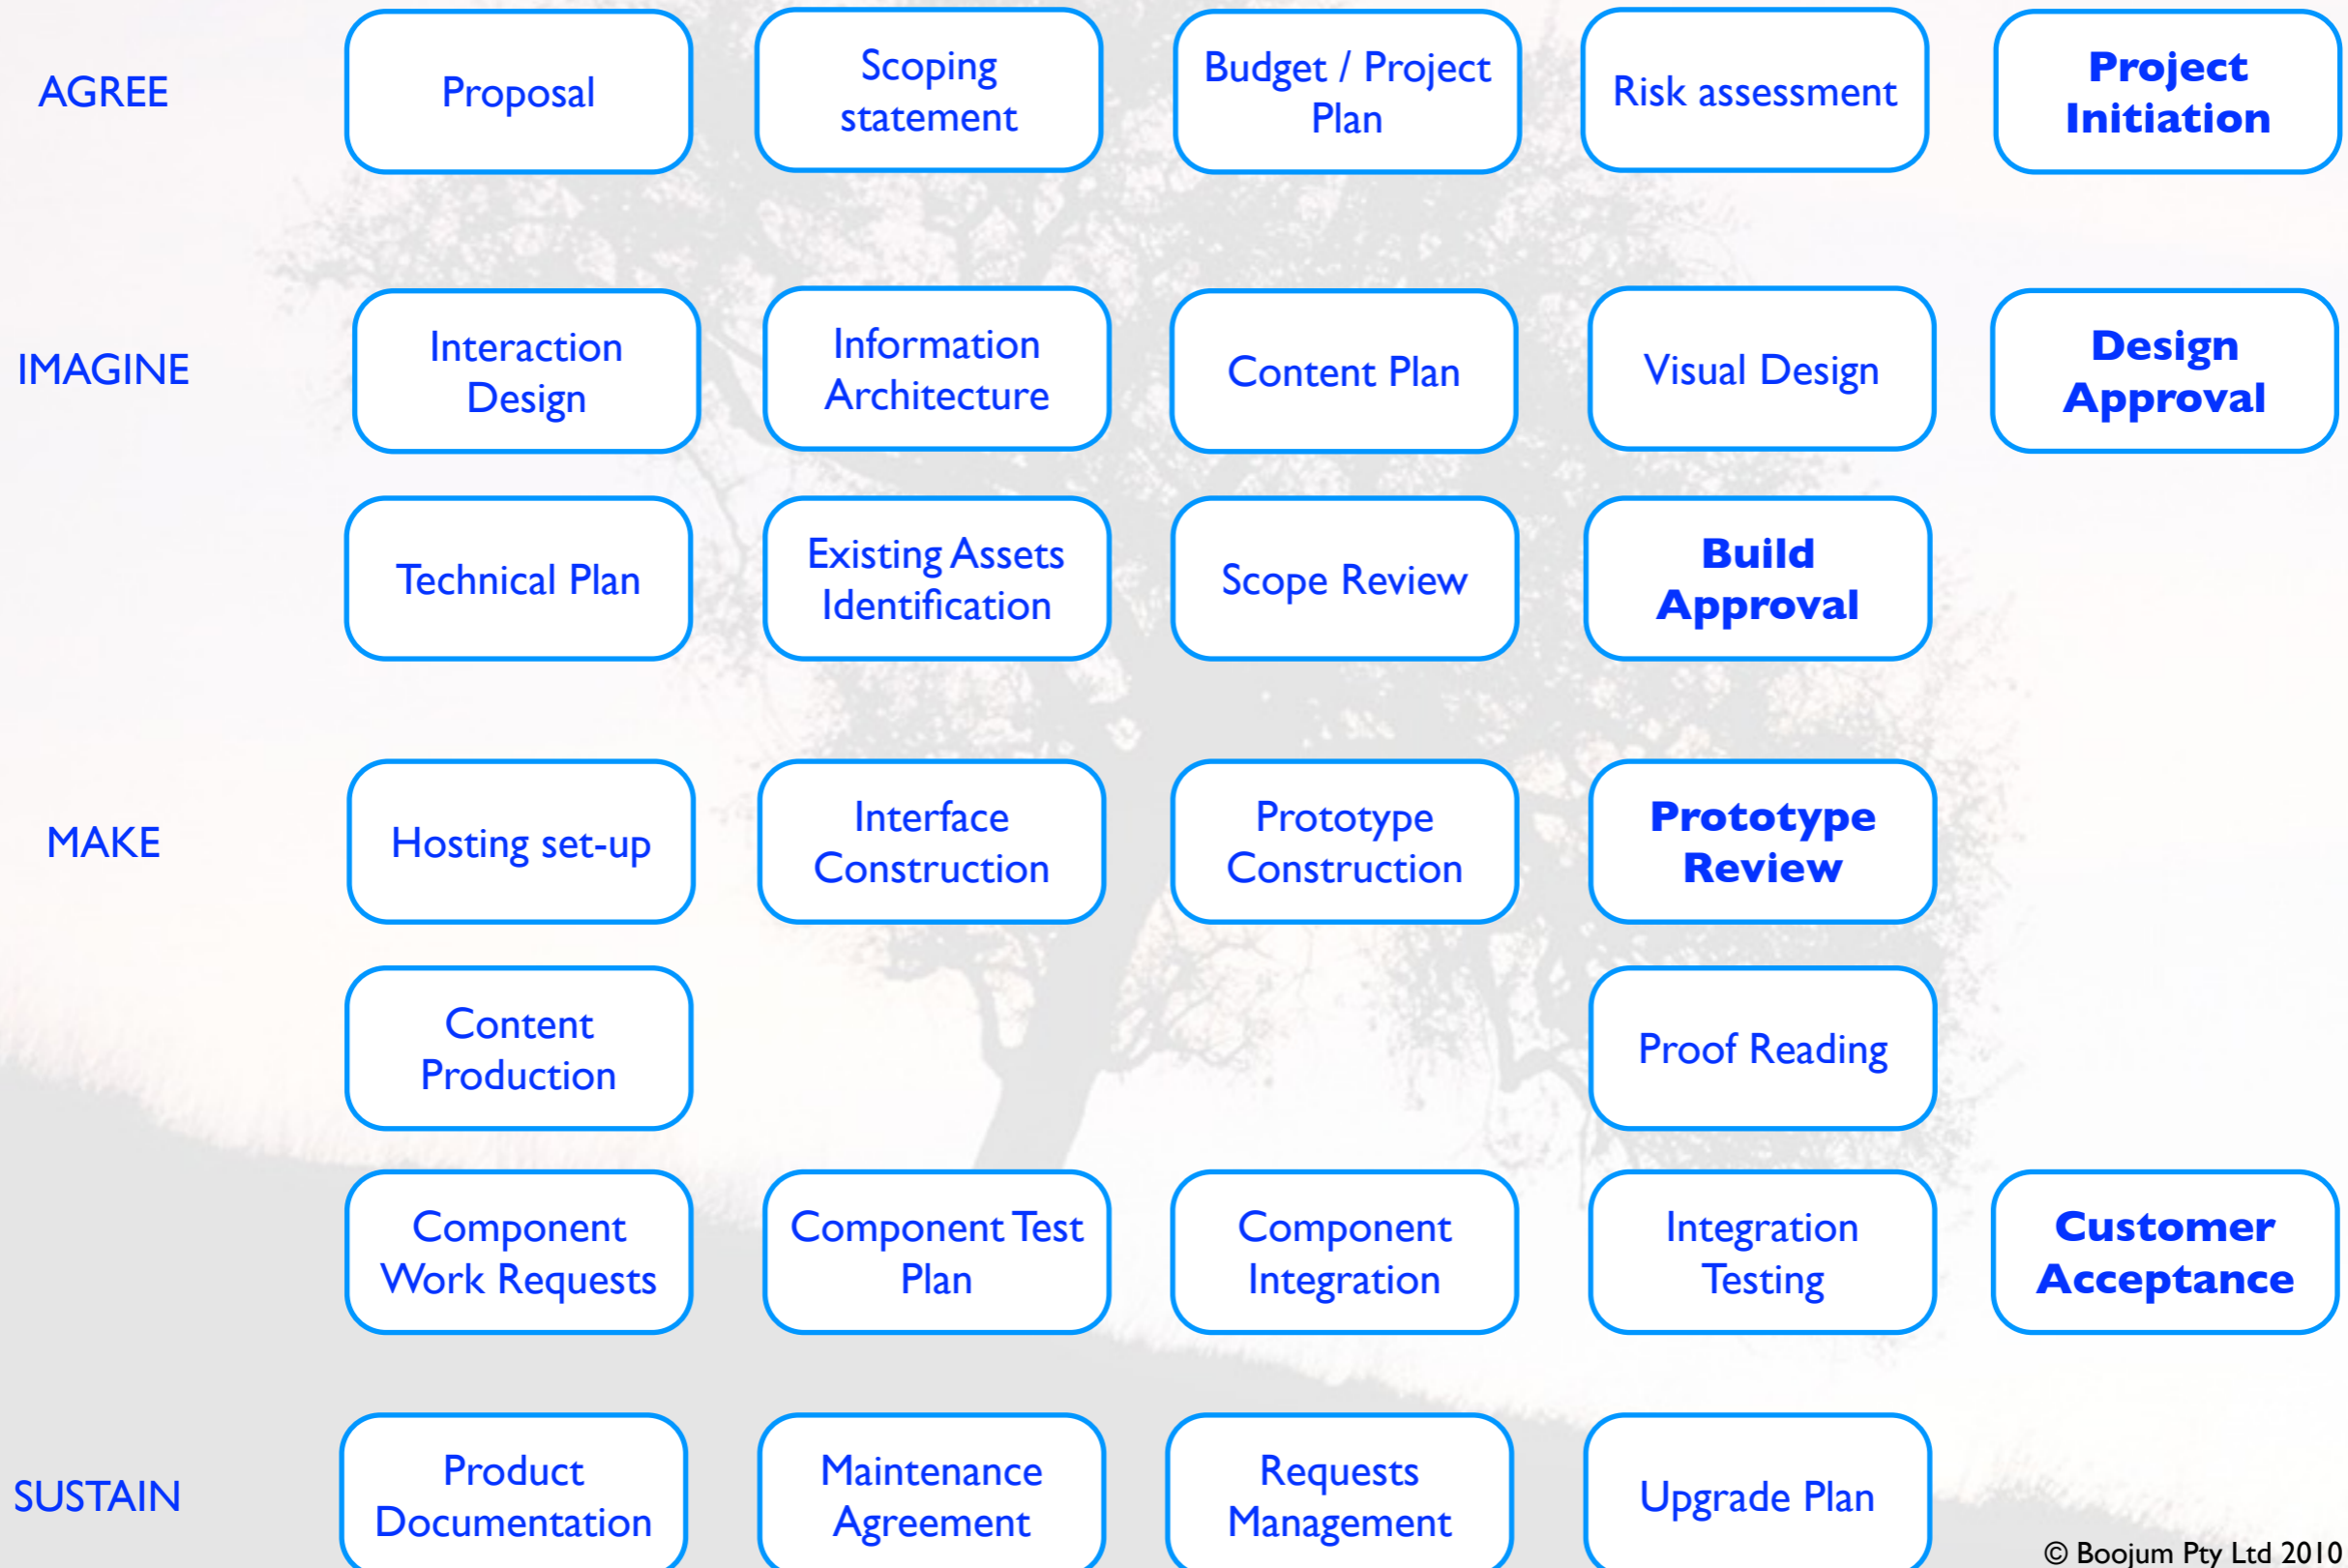 AGREE
Proposal
Scoping
statement
Budget / Project
Plan
Risk assessment
Project
Initiation
IMAGINE
Interaction
Design
Information
Architecture
Content Plan
Visual Design
Design
Approval
Technical Plan
Existing Assets
Identification
Scope Review
Build
Approval
MAKE
Hosting set-up
Interface
Construction
Prototype
Construction
Prototype
Review
Content
Production
Proof Reading
Component
Work Requests
Component Test
Plan
Component
Integration
Integration
Testing
Customer
Acceptance
SUSTAIN
Product
Documentation
Maintenance
Agreement
Requests
Management
Upgrade Plan
© Boojum Pty Ltd 2010